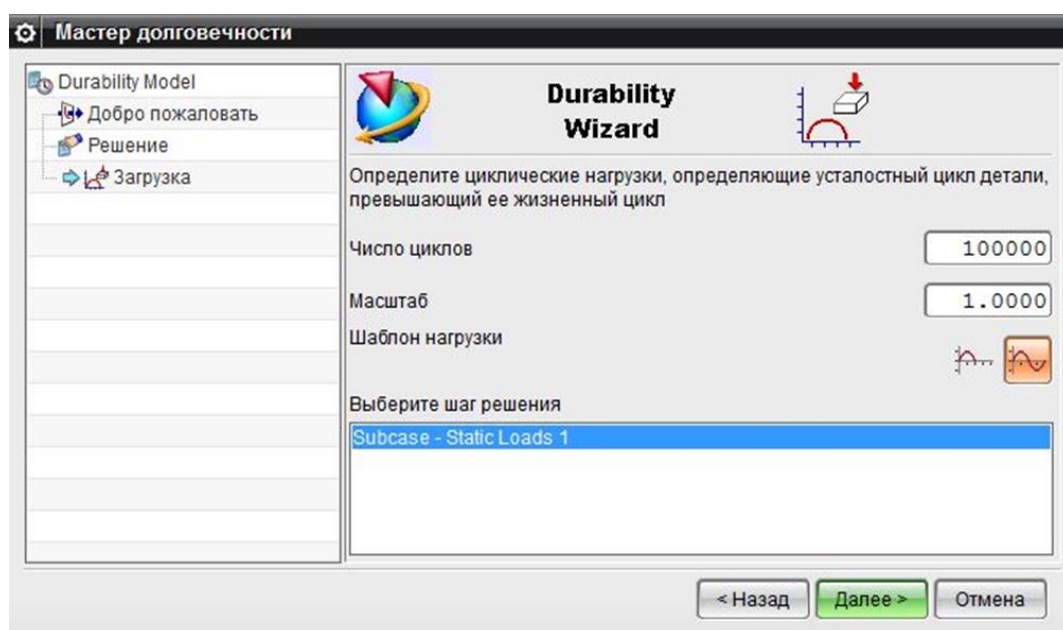 Мастер долговечности
Durability Model
Добро пожаловать
Решение
Загрузка
Durability
Wizard
Определите циклические нагрузки, определяющие усталостный цикл детали,
превышающий ее жизненный цикл
Число циклов
100000
Масштаб
1.0000
Шаблон нагрузки
Выберите шаг решения
Subcase - Static Loads 1
< Назад
Далее >
Отмена